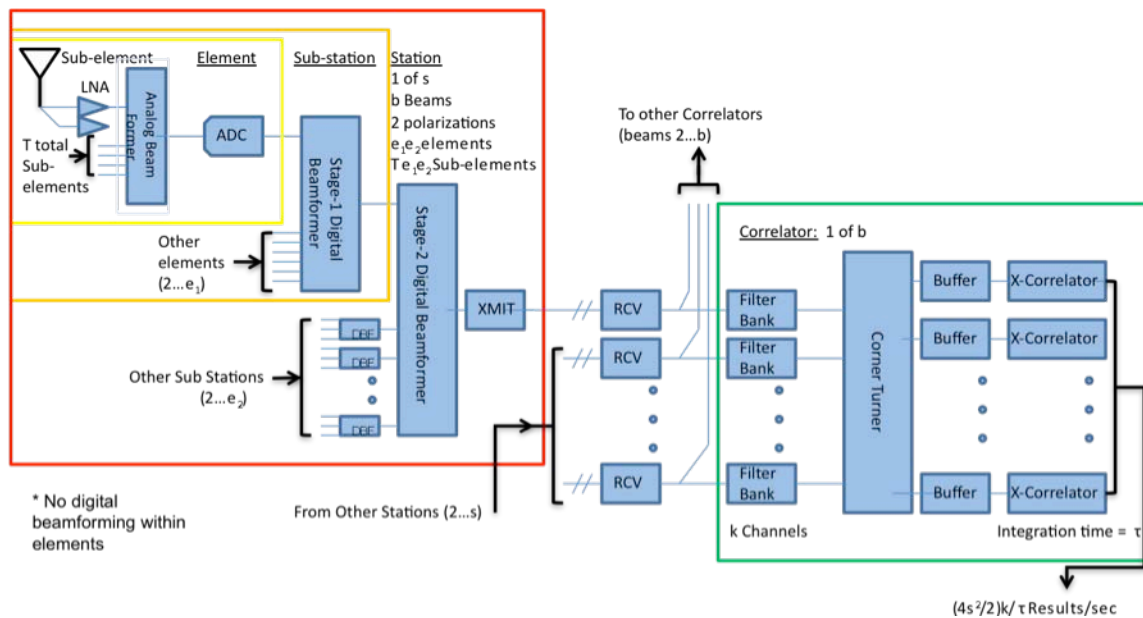 Sub-element
Element
Sub-station
Station
1 of s
b Beams
2 polarizations
e₁e₂elements
Te₁e₂Sub-elements
LNA
Analog Beam
Former
ADC
T total
Sub-
elements
Stage-1 Digital
Beamformer
Other
elements
(2...e₁)
Stage-2 Digital Beamformer
XMIT
DBF
DBF
DBF
Other Sub Stations
(2...e₂)
* No digital
beamforming within
elements
From Other Stations (2...s)
To other Correlators
(beams 2...b)
RCV
RCV
RCV
Correlator: 1 of b
Filter
Bank
Filter
Bank
Filter
Bank
Corner Turner
Buffer
X-Correlator
Buffer
X-Correlator
Buffer
X-Correlator
k Channels
Integration time = τ
(4s²/2)k/τ Results/sec